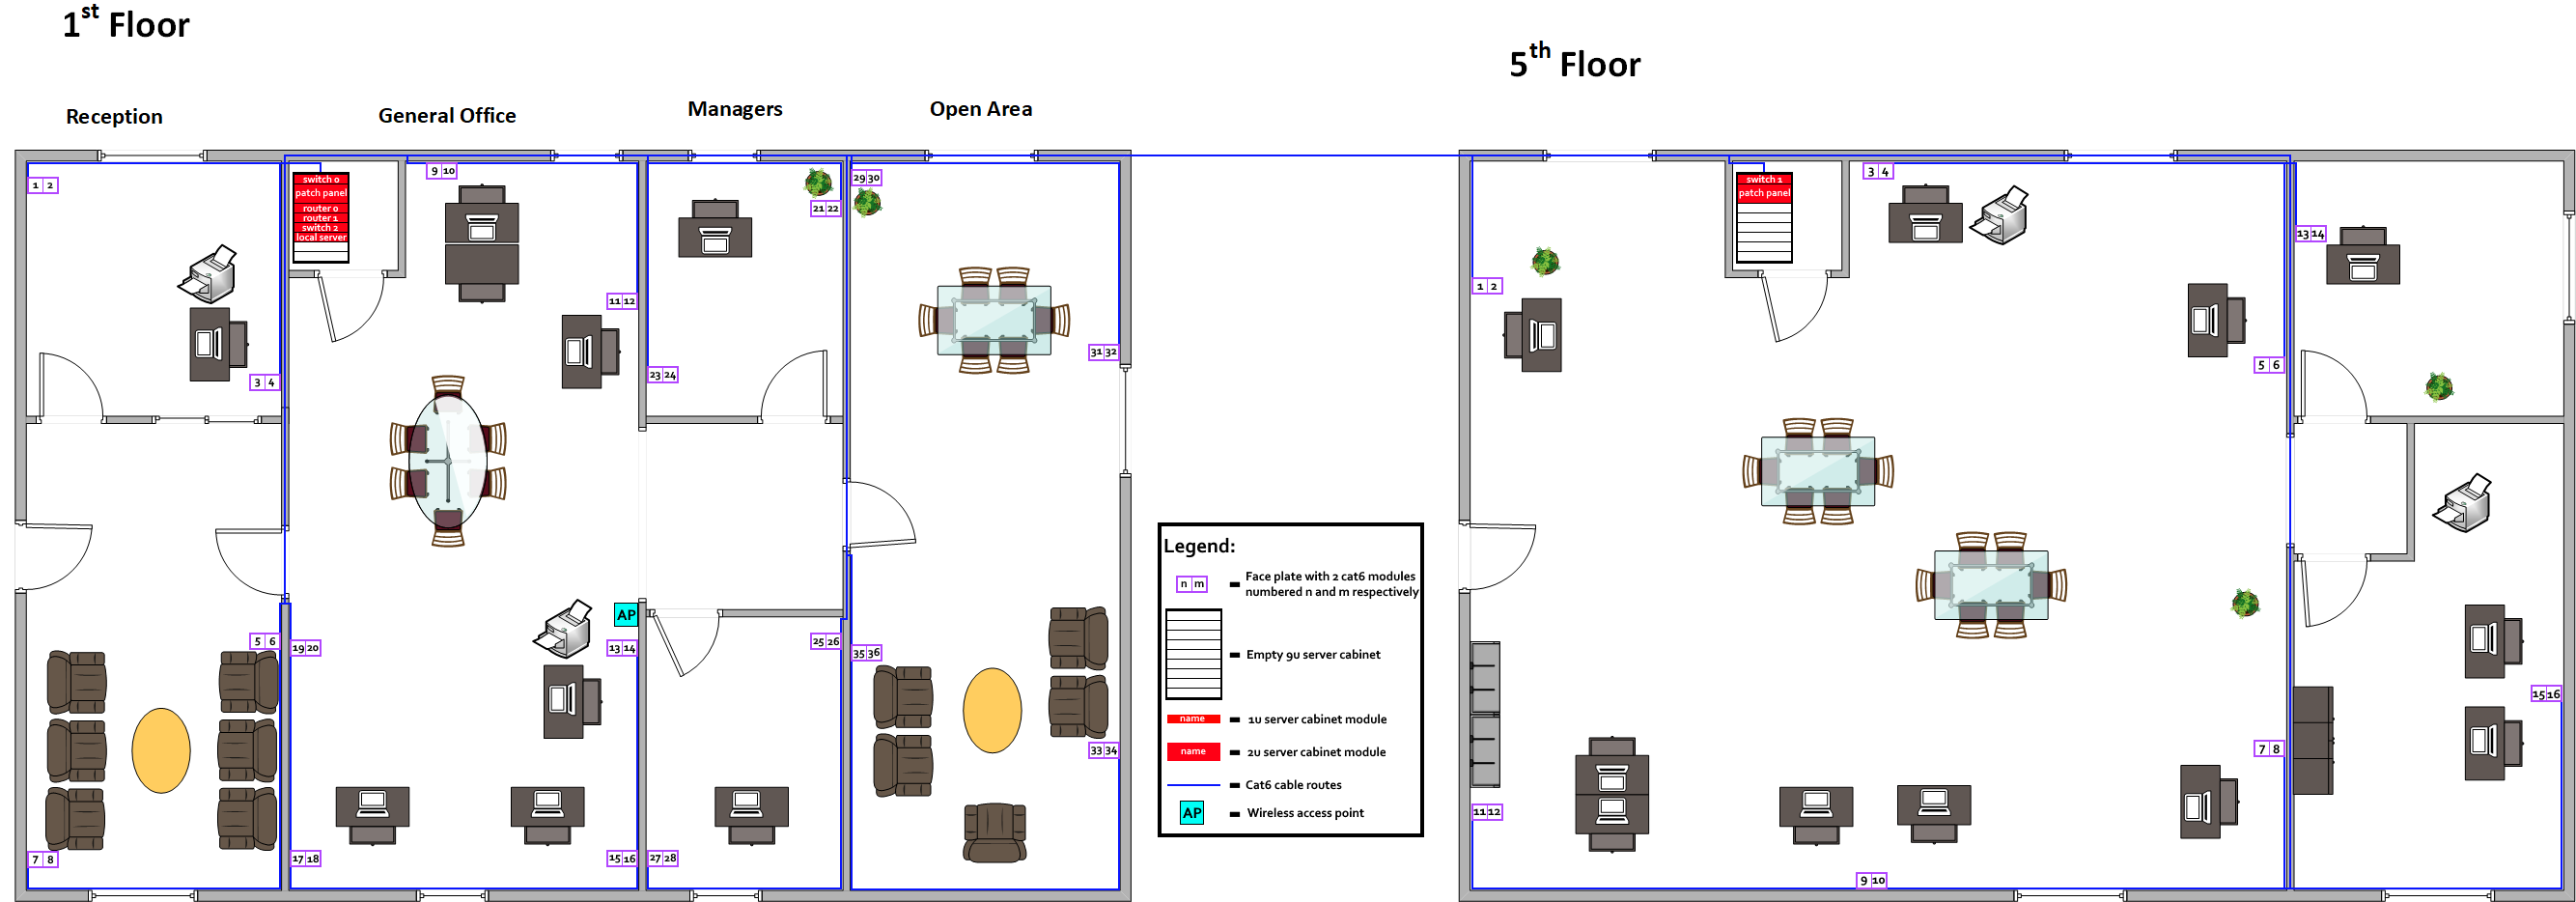 1st Floor
5th Floor
Reception
General Office
Managers
Open Area
1 2
3 4
5 6
7 8
switch 0
patch panel
router 0
router 1
switch 2
local server
9 10
11 12
AP
13 14
15 16
17 18
19 20
21 22
23 24
25 26
27 28
29 30
31 32
33 34
35 36
Legend:
n m
Face plate with 2 cat6 modules
numbered n and m respectively
Empty 9u server cabinet
name
1u server cabinet module
name
2u server cabinet module
Cat6 cable routes
AP
Wireless access point
switch 1
patch panel
1 2
3 4
5 6
7 8
9 10
11 12
13 14
15 16